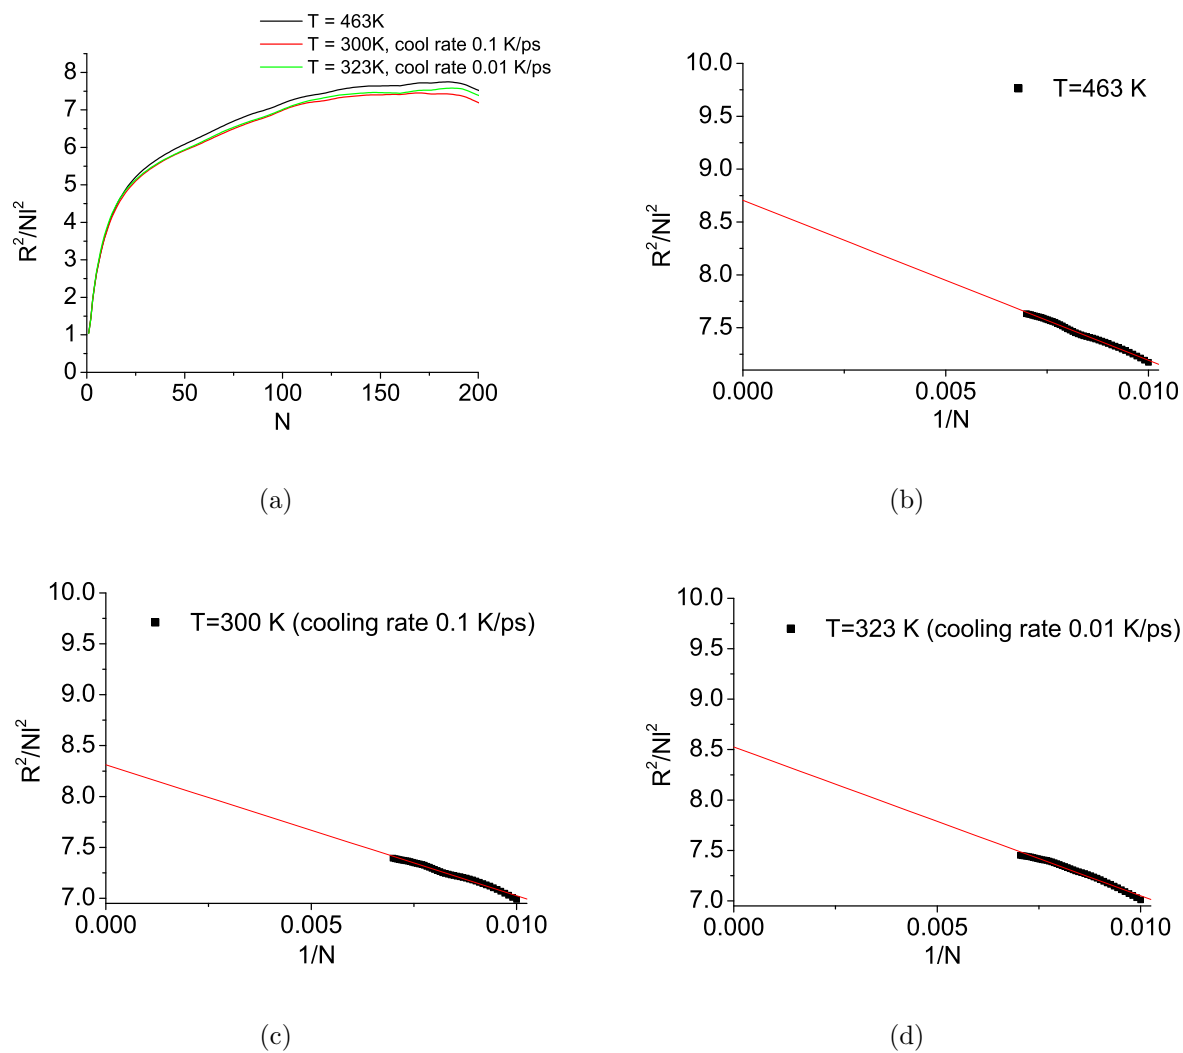 T = 463K
T = 300K, cool rate 0.1 K/ps
T = 323K, cool rate 0.01 K/ps
8
7
6
5
4
3
2
1
0
R²/Nl²
0 50 100 150 200
N
(a)
10.0
9.5
9.0
8.5
8.0
7.5
R²/Nl²
T=463 K
0.000 0.005 0.010
1/N
(b)
10.0
9.5
9.0
8.5
8.0
7.5
7.0
R²/Nl²
T=300 K (cooling rate 0.1 K/ps)
0.000 0.005 0.010
1/N
(c)
10.0
9.5
9.0
8.5
8.0
7.5
7.0
R²/Nl²
T=323 K (cooling rate 0.01 K/ps)
0.000 0.005 0.010
1/N
(d)